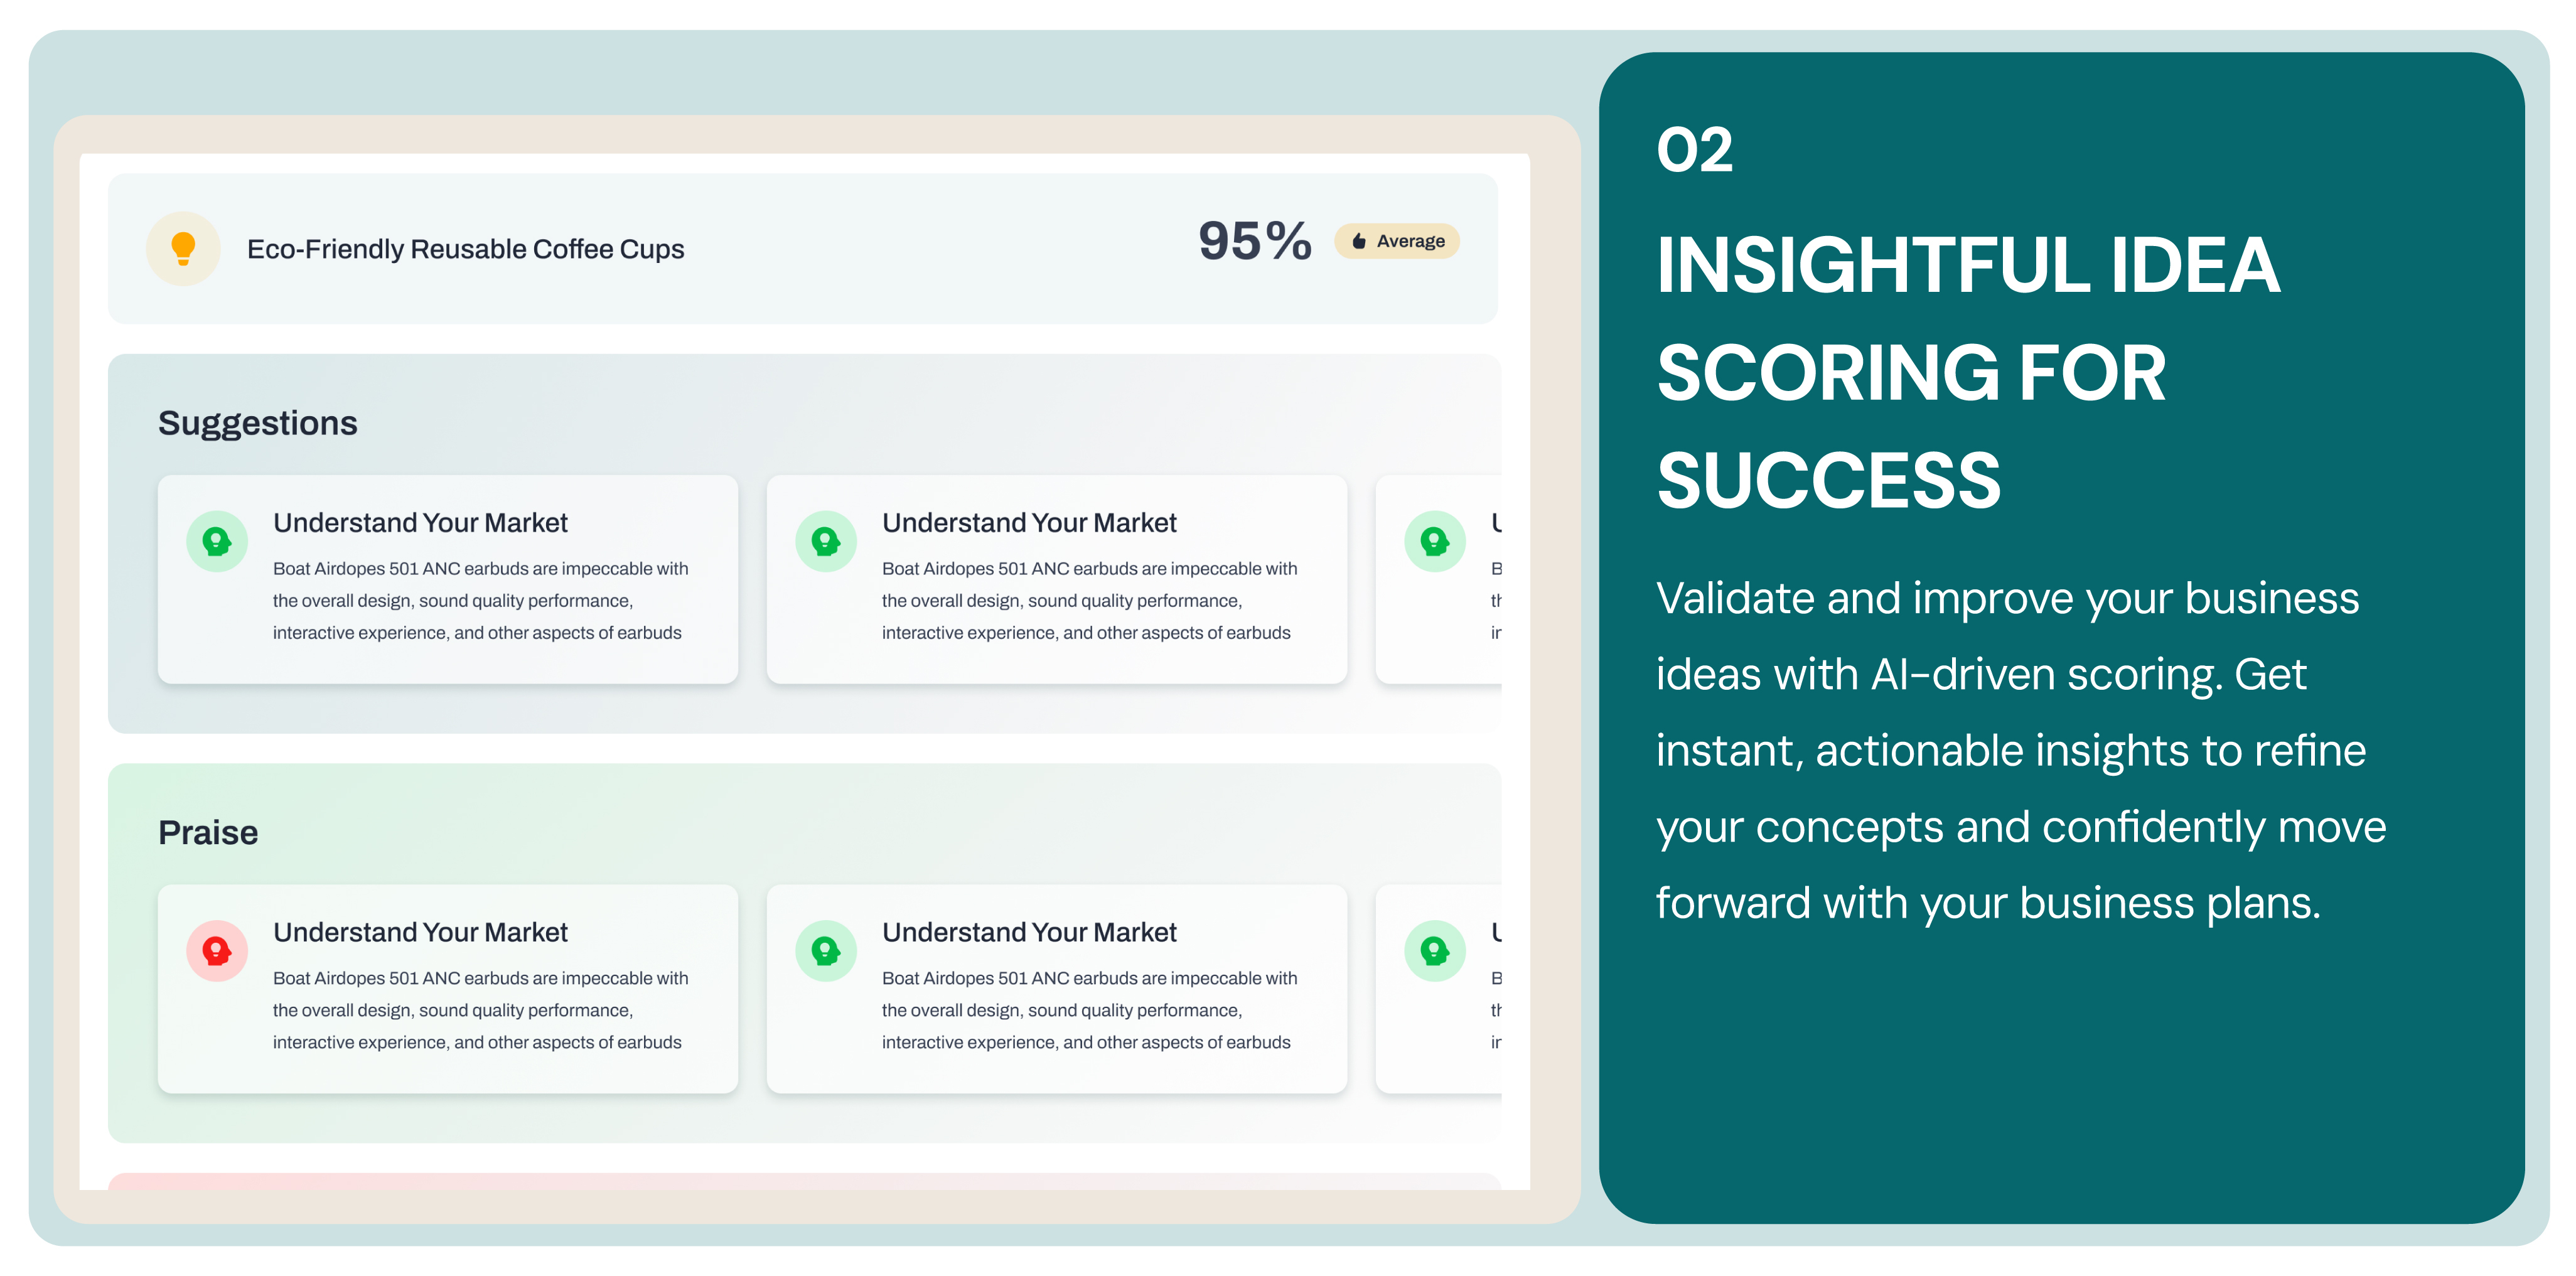 Eco-Friendly Reusable Coffee Cups
95%
Average
Suggestions
Understand Your Market
Boat Airdopes 501 ANC earbuds are impeccable with
the overall design, sound quality performance,
interactive experience, and other aspects of earbuds
Understand Your Market
Boat Airdopes 501 ANC earbuds are impeccable with
the overall design, sound quality performance,
interactive experience, and other aspects of earbuds
Praise
Understand Your Market
Boat Airdopes 501 ANC earbuds are impeccable with
the overall design, sound quality performance,
interactive experience, and other aspects of earbuds
Understand Your Market
Boat Airdopes 501 ANC earbuds are impeccable with
the overall design, sound quality performance,
interactive experience, and other aspects of earbuds
02
INSIGHTFUL IDEA
SCORING FOR
SUCCESS
Validate and improve your business
ideas with AI-driven scoring. Get
instant, actionable insights to refine
your concepts and confidently move
forward with your business plans.